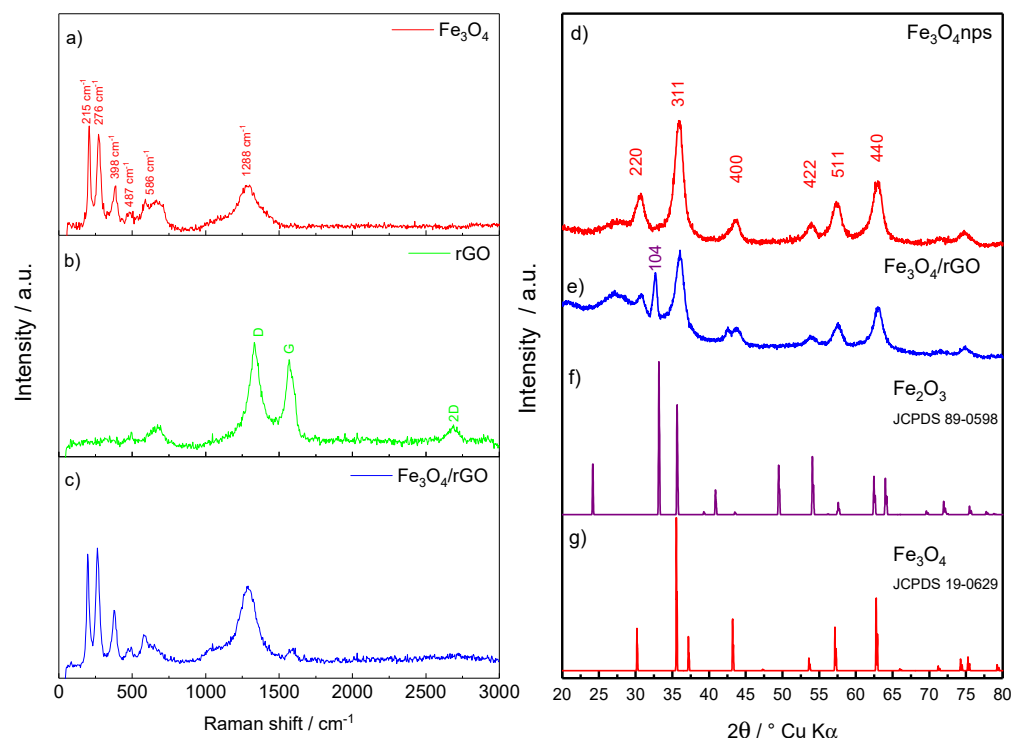 a)
Fe₃O₄
215 cm⁻¹
276 cm⁻¹
398 cm⁻¹
487 cm⁻¹
586 cm⁻¹
1288 cm⁻¹
b)
rGO
D
G
2D
c)
Fe₃O₄/rGO
Intensity / a.u.
0 500 1000 1500 2000 2500 3000
Raman shift / cm⁻¹
d)
Fe₃O₄nps
220
311
400
422
511
440
e)
104
Fe₃O₄/rGO
f)
Fe₂O₃
JCPDS 89-0598
g)
Fe₃O₄
JCPDS 19-0629
Intensity / a.u.
20 25 30 35 40 45 50 55 60 65 70 75 80
2θ / ° Cu Kα